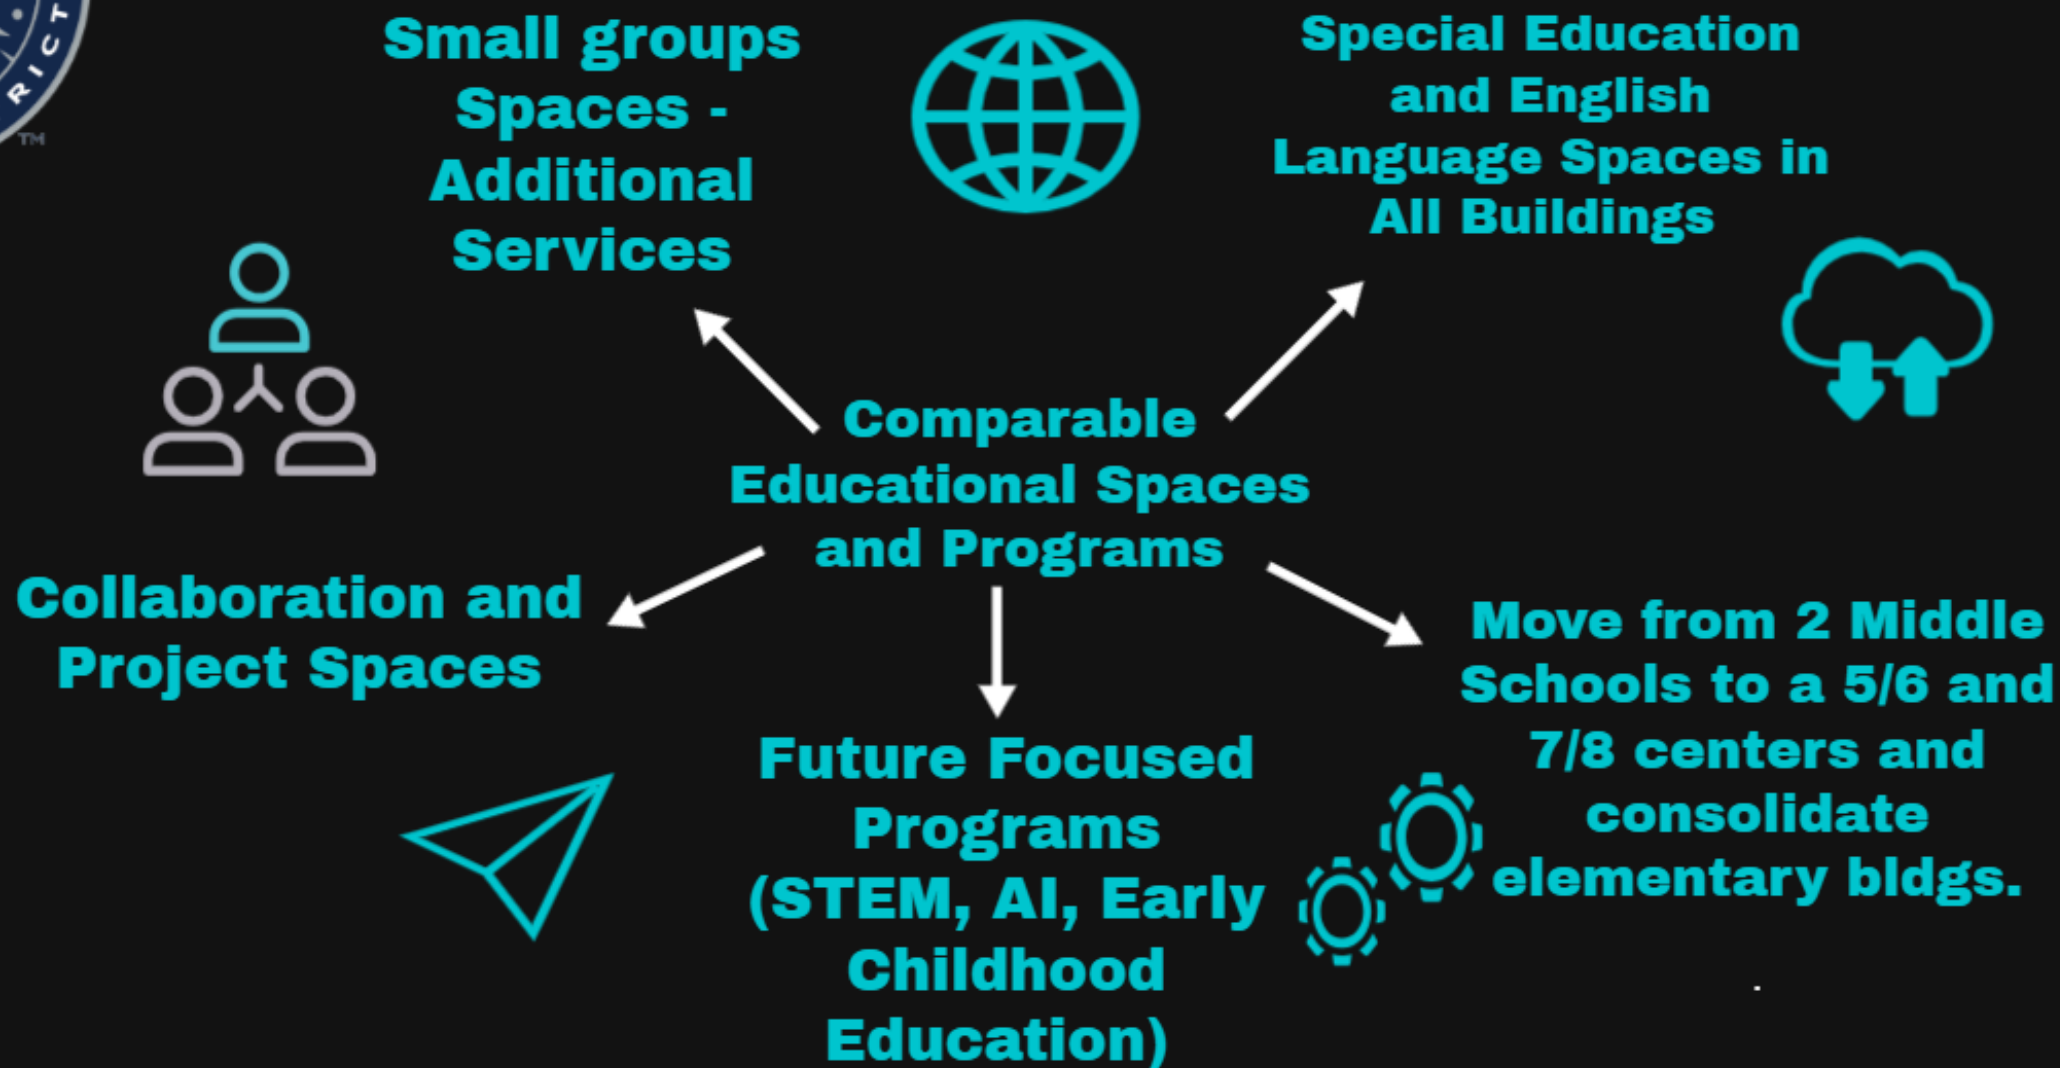 RICT
TM
Small groups
Spaces -
Additional
Services
Special Education
and English
Language Spaces in
All Buildings
Comparable
Educational Spaces
and Programs
Collaboration and
Project Spaces
Future Focused
Programs
(STEM, AI, Early
Childhood
Education)
Move from 2 Middle
Schools to a 5/6 and
7/8 centers and
consolidate
elementary bldgs.
.